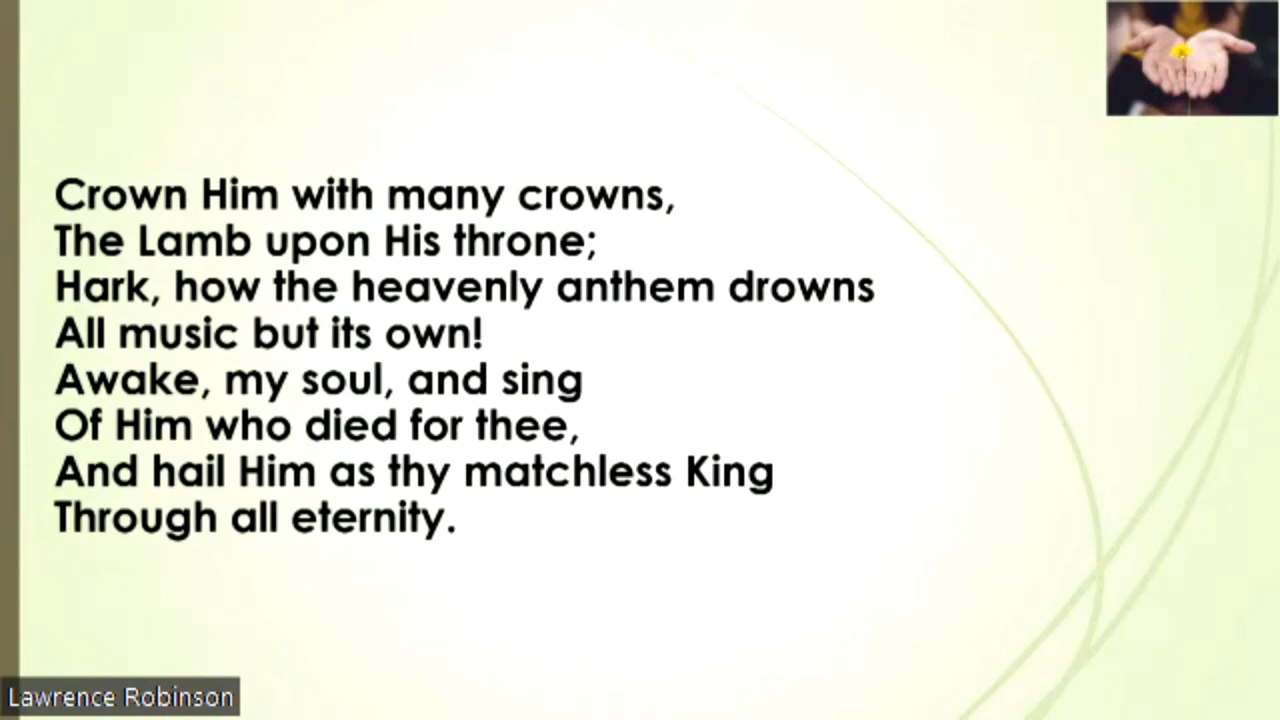 Crown Him with many crowns,
The Lamb upon His throne;
Hark, how the heavenly anthem drowns
All music but its own!
Awake, my soul, and sing
Of Him who died for thee,
And hail Him as thy matchless King
Through all eternity.
Lawrence Robinson